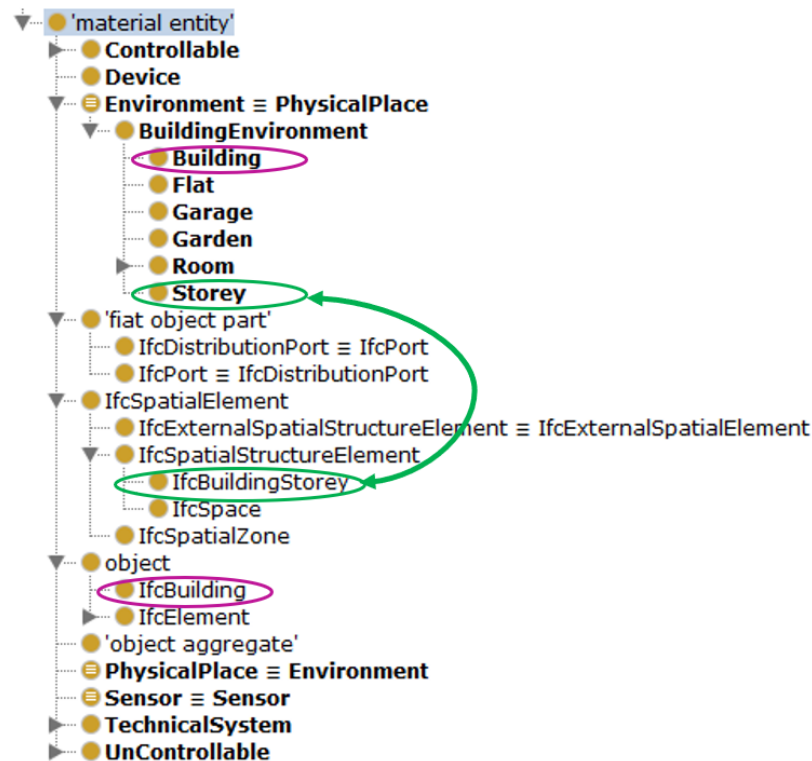 'material entity'
Controllable
Device
Environment ≡ PhysicalPlace
BuildingEnvironment
Building
Flat
Garage
Garden
Room
Storey
'fiat object part'
IfcDistributionPort ≡ IfcPort
IfcPort ≡ IfcDistributionPort
IfcSpatialElement
IfcExternalSpatialStructureElement ≡ IfcExternalSpatialElement
IfcSpatialStructureElement
IfcBuildingStorey
IfcSpace
IfcSpatialZone
object
IfcBuilding
IfcElement
'object aggregate'
PhysicalPlace ≡ Environment
Sensor ≡ Sensor
TechnicalSystem
UnControllable